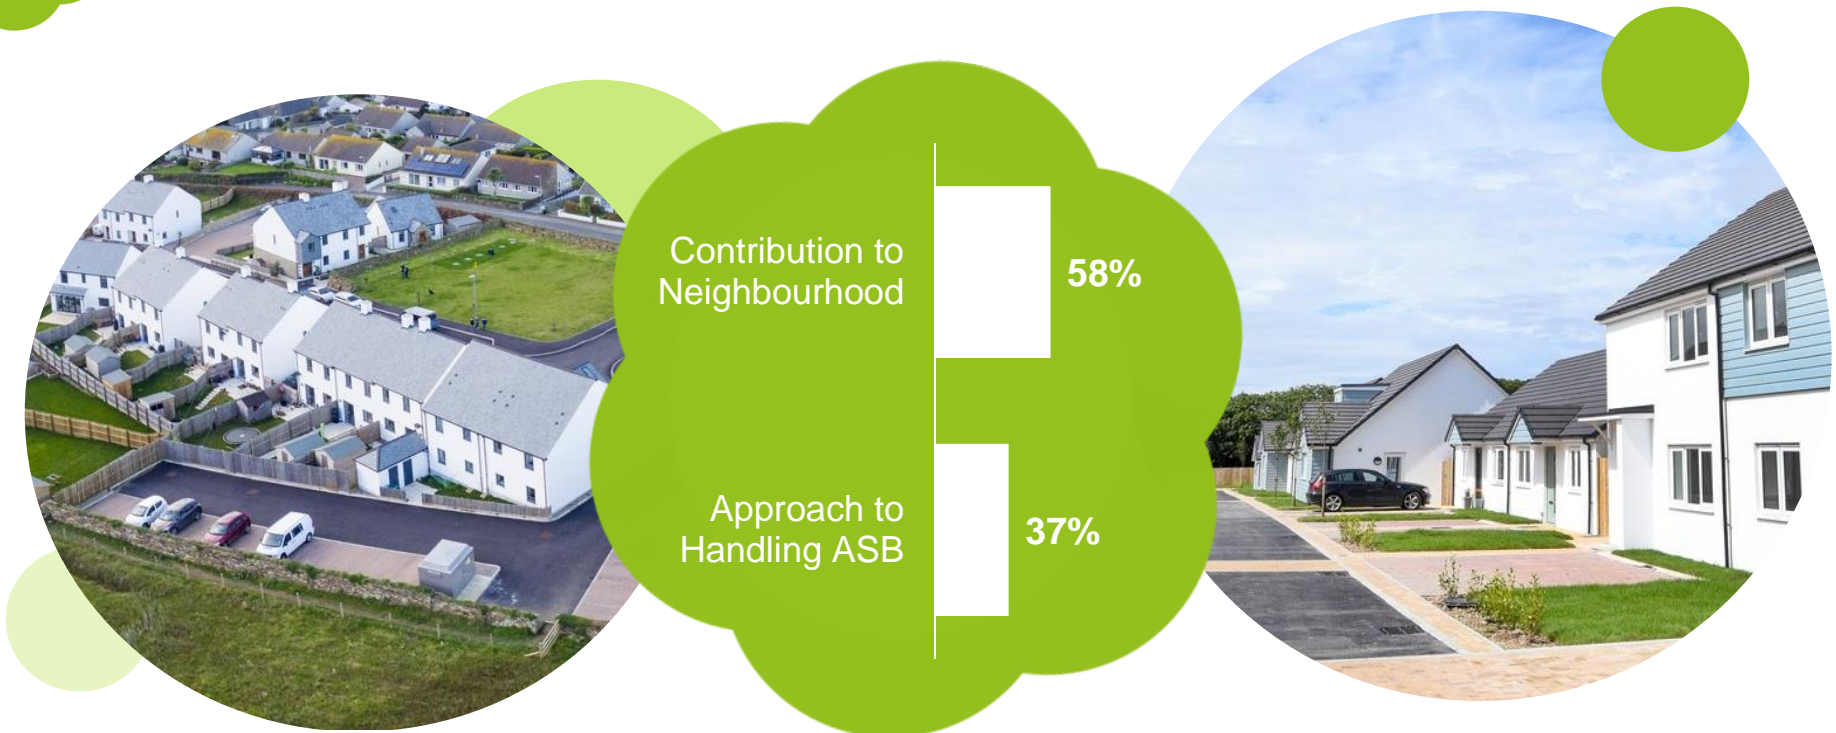 Contribution to
Neighbourhood
58%
Approach to
Handling ASB
37%